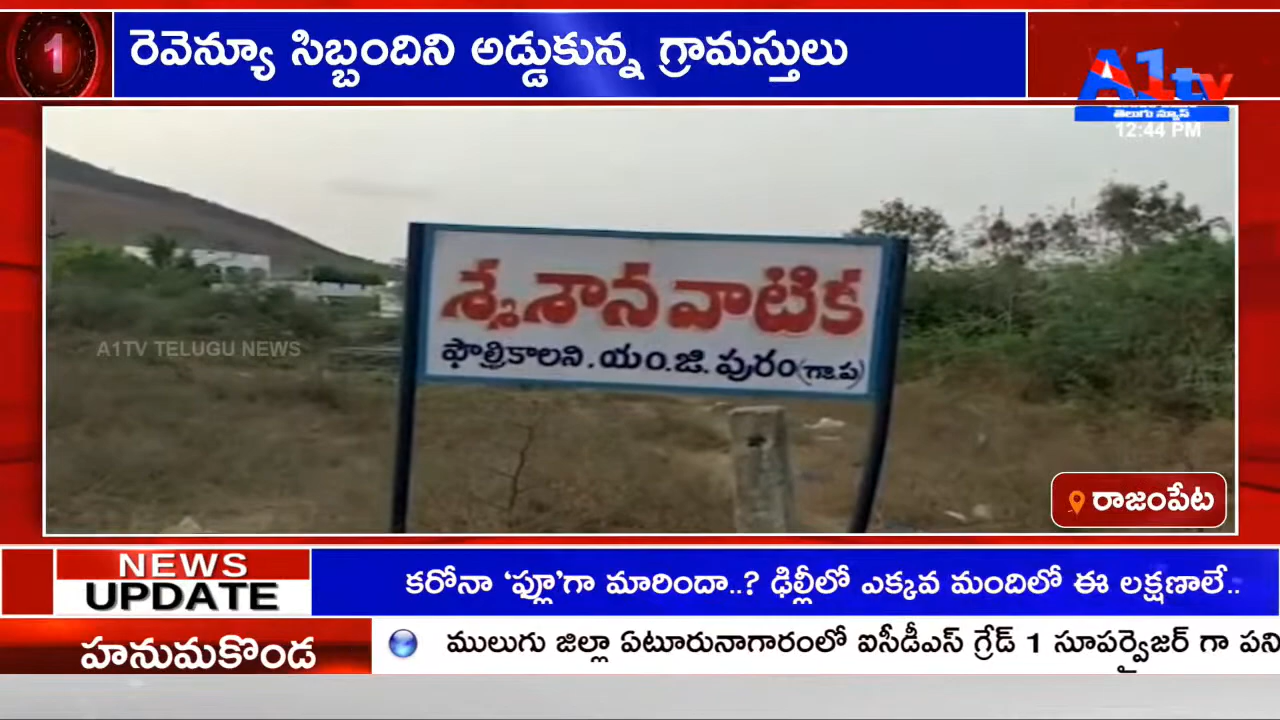 1
రెవెన్యూ సిబ్బందిని అడ్డుకున్న గ్రామస్తులు
A1tv
తెలుగు న్యూస్
12:44 PM
శ్మశాన వాటిక
ఫౌల్ట్రికాలని.యం.జి.పురం(గ్రా.ప)
A1TV TELUGU NEWS
రాజంపేట
NEWS
UPDATE
కరోనా ‘ఫ్లూ’గా మారిందా..? ఢిల్లీలో ఎక్కువ మందిలో ఈ లక్షణాలే..
హనుమకొండ
ములుగు జిల్లా ఏటూరునాగారంలో ఐసీడీఎస్ గ్రేడ్ 1 సూపర్వైజర్ గా పని